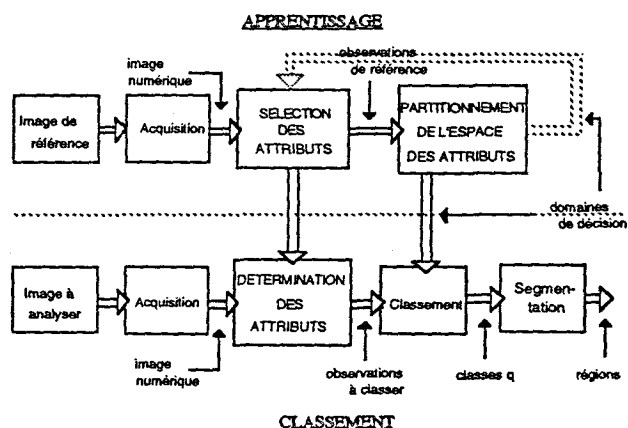 APPRENTISSAGE
image
numérique
observations
de référence
Image de
référence
Acquisition
SELECTION
DES
ATTRIBUTS
PARTITIONNEMENT
DE L'ESPACE
DES ATTRIBUTS
domaines
de décision
Image à
analyser
Acquisition
DETERMINATION
DES
ATTRIBUTS
Classement
Segmen-
tation
image
numérique
observations
à classer
classes q
régions
CLASSEMENT